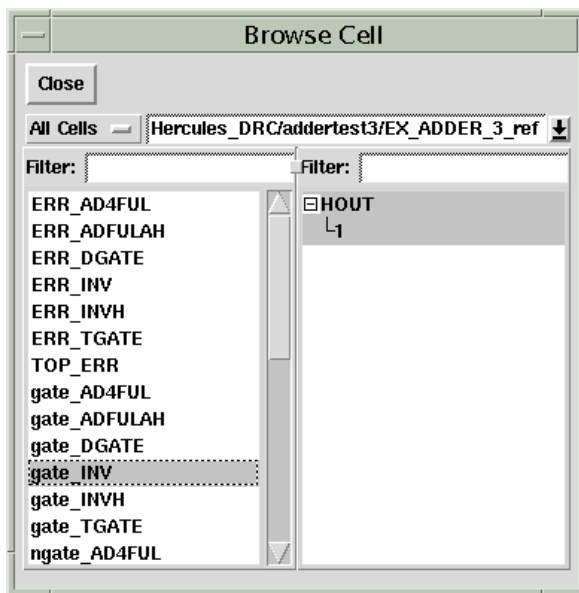 Browse Cell
Close
All Cells Hercules_DRC/addertest3/EX_ADDER_3_ref
Filter: Filter:
ERR_AD4FUL
ERR_ADFULAH
ERR_DGATE
ERR_INV
ERR_INVH
ERR_TGATE
TOP_ERR
gate_AD4FUL
gate_ADFULAH
gate_DGATE
gate_INV
gate_INVH
gate_TGATE
ngate_AD4FUL
HOUT
1